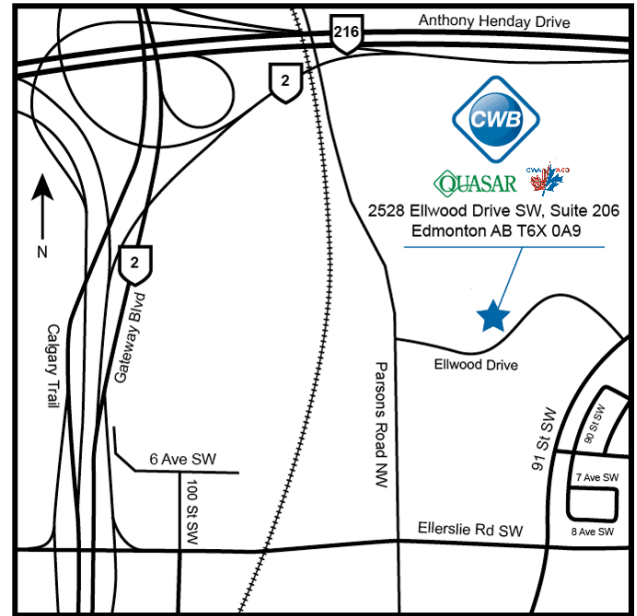 Anthony Henday Drive
216
2
CWB
QUASAR
2528 Ellwood Drive SW, Suite 206
Edmonton AB T6X 0A9
N
2
Calgary Trail
Gateway Blvd
Parsons Road NW
Ellwood Drive
91 St SW
90 St SW
6 Ave SW
100 St SW
7 Ave SW
8 Ave SW
Ellerslie Rd SW